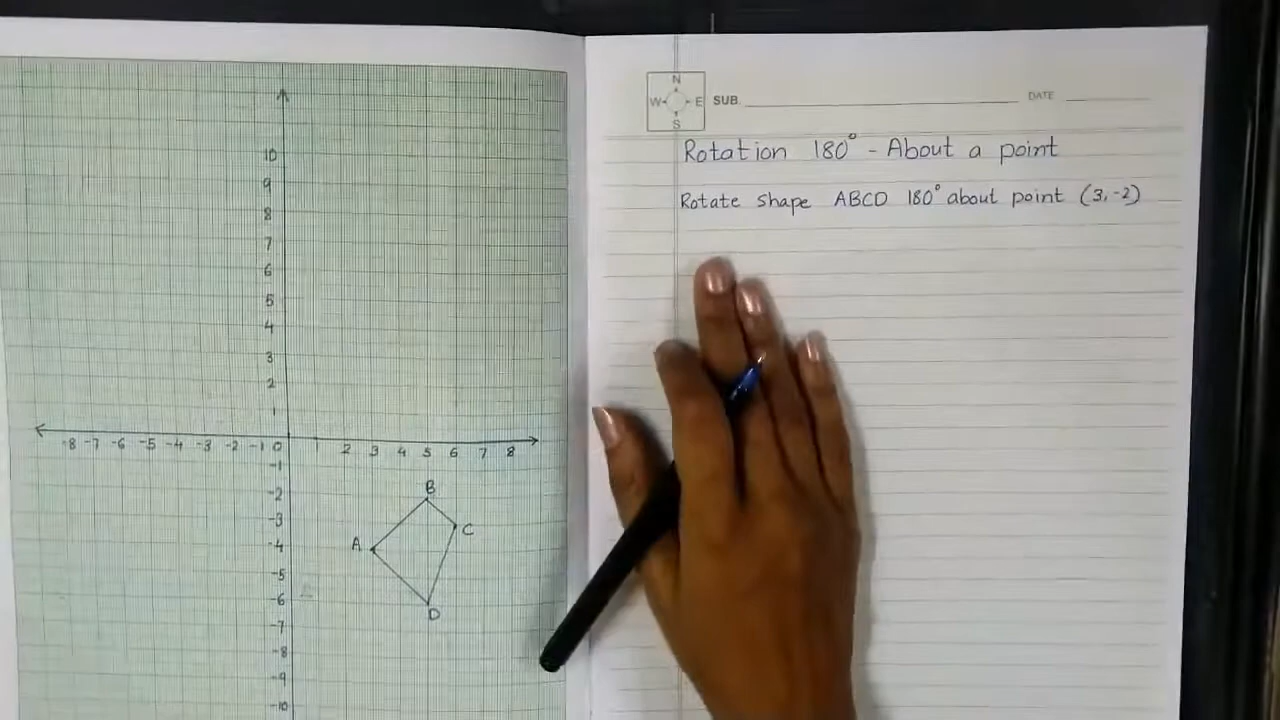 N
W E SUB. DATE
S
Rotation 180° - About a point
Rotate shape ABCD 180° about point (3,-2)
10
9
8
7
6
5
4
3
2
1
-8 -7 -6 -5 -4 -3 -2 -1 0 1 2 3 4 5 6 7 8
-1
-2
-3
-4
-5
-6
-7
-8
-9
-10
B
C
A
D